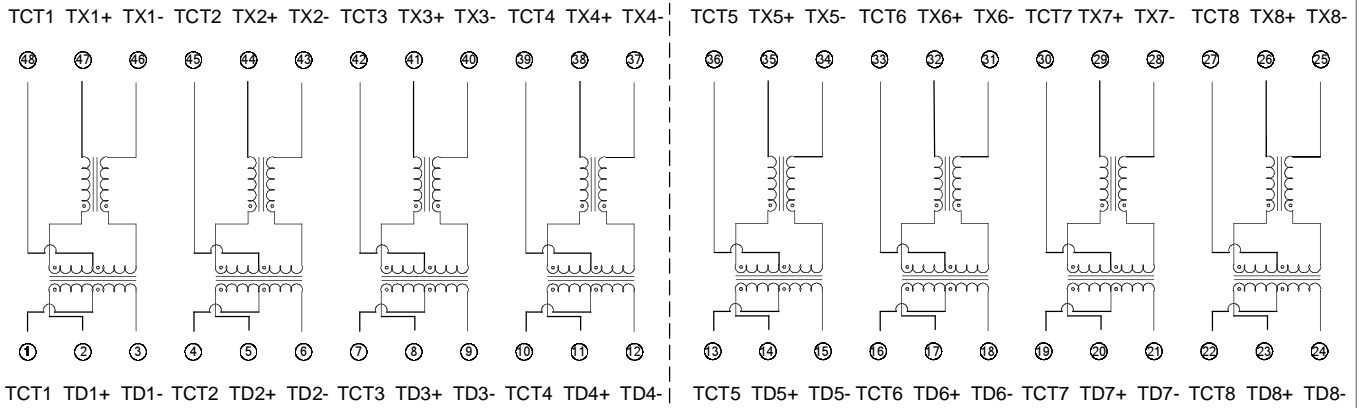 TCT1 TX1+ TX1- TCT2 TX2+ TX2- TCT3 TX3+ TX3- TCT4 TX4+ TX4- TCT5 TX5+ TX5- TCT6 TX6+ TX6- TCT7 TX7+ TX7- TCT8 TX8+ TX8-
48 47 46 45 44 43 42 41 40 39 38 37 36 35 34 33 32 31 30 29 28 27 26 25
1 2 3 4 5 6 7 8 9 10 11 12 13 14 15 16 17 18 19 20 21 22 23 24
TCT1 TD1+ TD1- TCT2 TD2+ TD2- TCT3 TD3+ TD3- TCT4 TD4+ TD4- TCT5 TD5+ TD5- TCT6 TD6+ TD6- TCT7 TD7+ TD7- TCT8 TD8+ TD8-